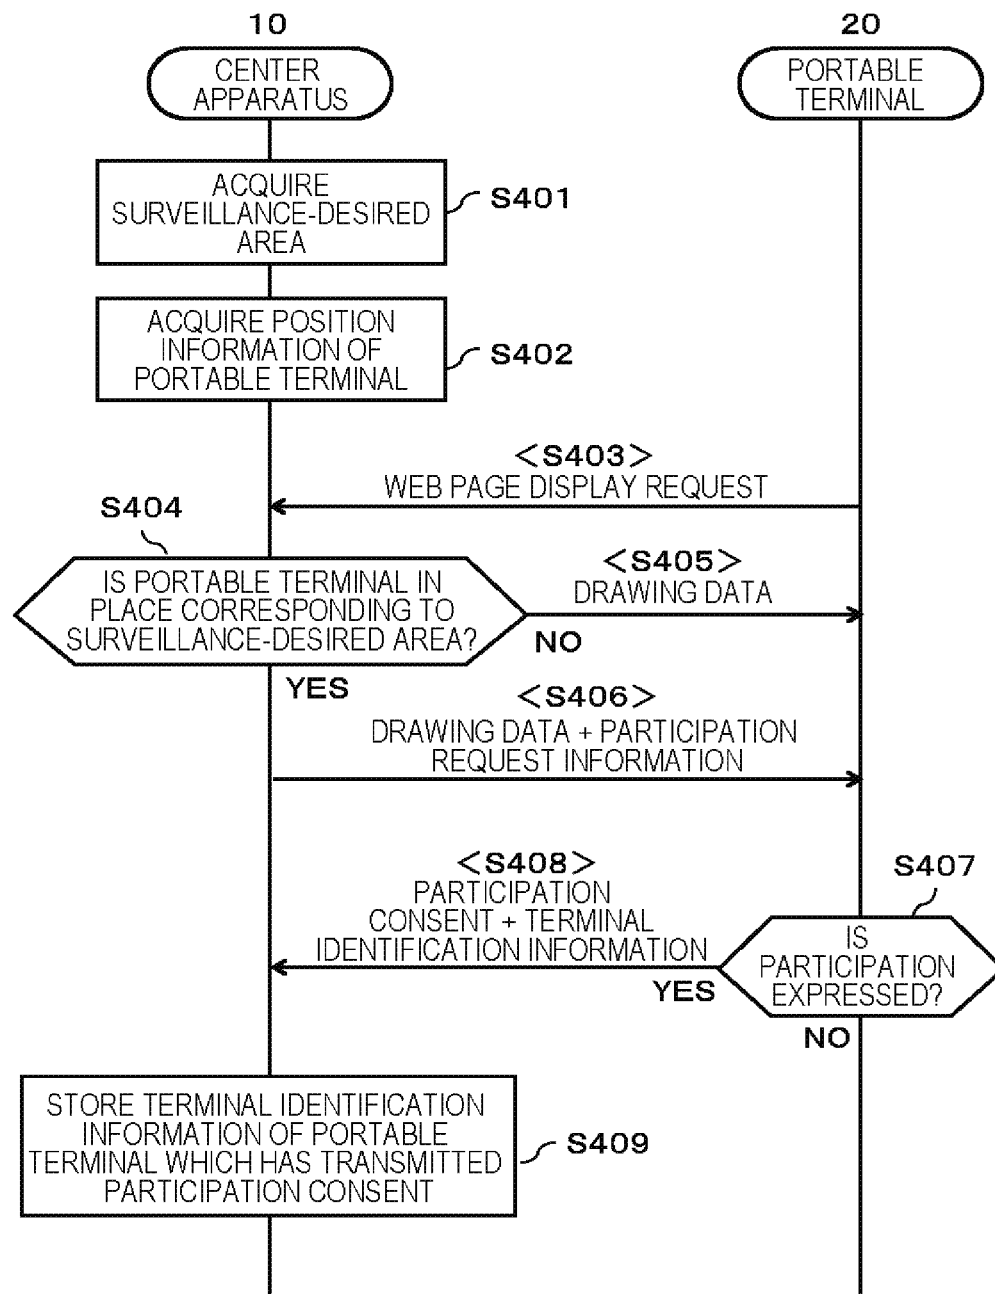 10
20
CENTER
APPARATUS
PORTABLE
TERMINAL
ACQUIRE
SURVEILLANCE-DESIRED
AREA
S401
ACQUIRE POSITION
INFORMATION OF
PORTABLE TERMINAL
S402
<S403>
WEB PAGE DISPLAY REQUEST
S404
IS PORTABLE TERMINAL IN
PLACE CORRESPONDING TO
SURVEILLANCE-DESIRED AREA?
<S405>
DRAWING DATA
NO
YES
<S406>
DRAWING DATA + PARTICIPATION
REQUEST INFORMATION
<S408>
PARTICIPATION
CONSENT + TERMINAL
IDENTIFICATION INFORMATION
S407
IS
PARTICIPATION
EXPRESSED?
YES
NO
STORE TERMINAL IDENTIFICATION
INFORMATION OF PORTABLE
TERMINAL WHICH HAS TRANSMITTED
PARTICIPATION CONSENT
S409